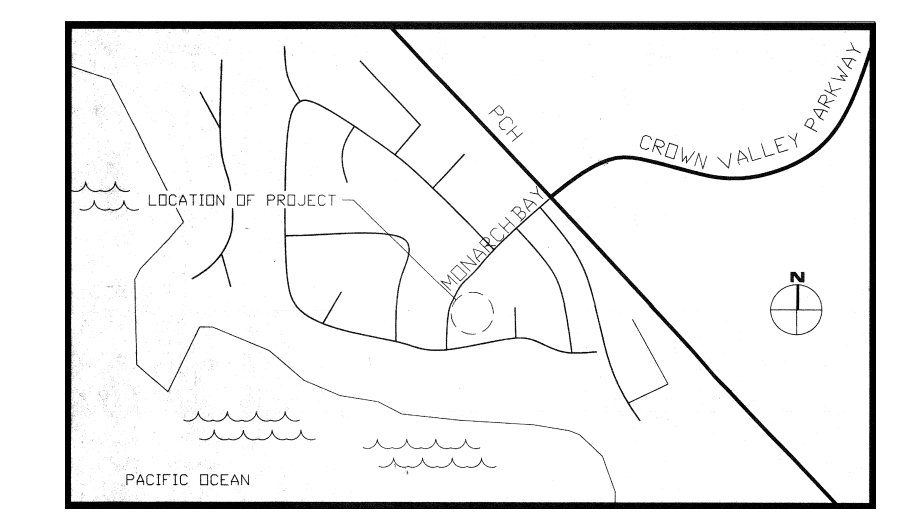 CROWN VALLEY PARKWAY
PCH
LOCATION OF PROJECT
MONARCH BAY
N
PACIFIC OCEAN